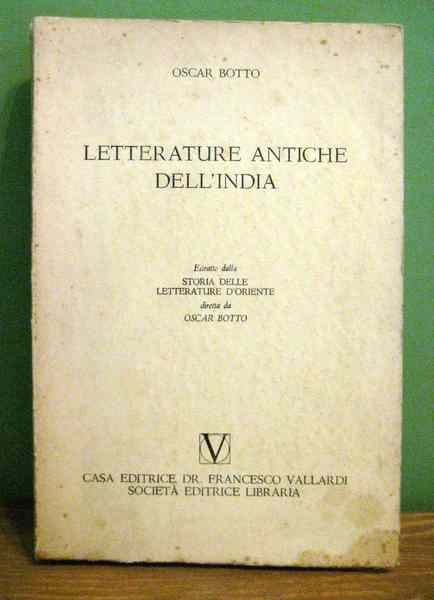 OSCAR BOTTO
LETTERATURE ANTICHE
DELL'INDIA
Estratto dalla
STORIA DELLE
LETTERATURE D'ORIENTE
diretta da
OSCAR BOTTO
V
CASA EDITRICE DR. FRANCESCO VALLARDI
SOCIETÀ EDITRICE LIBRARIA